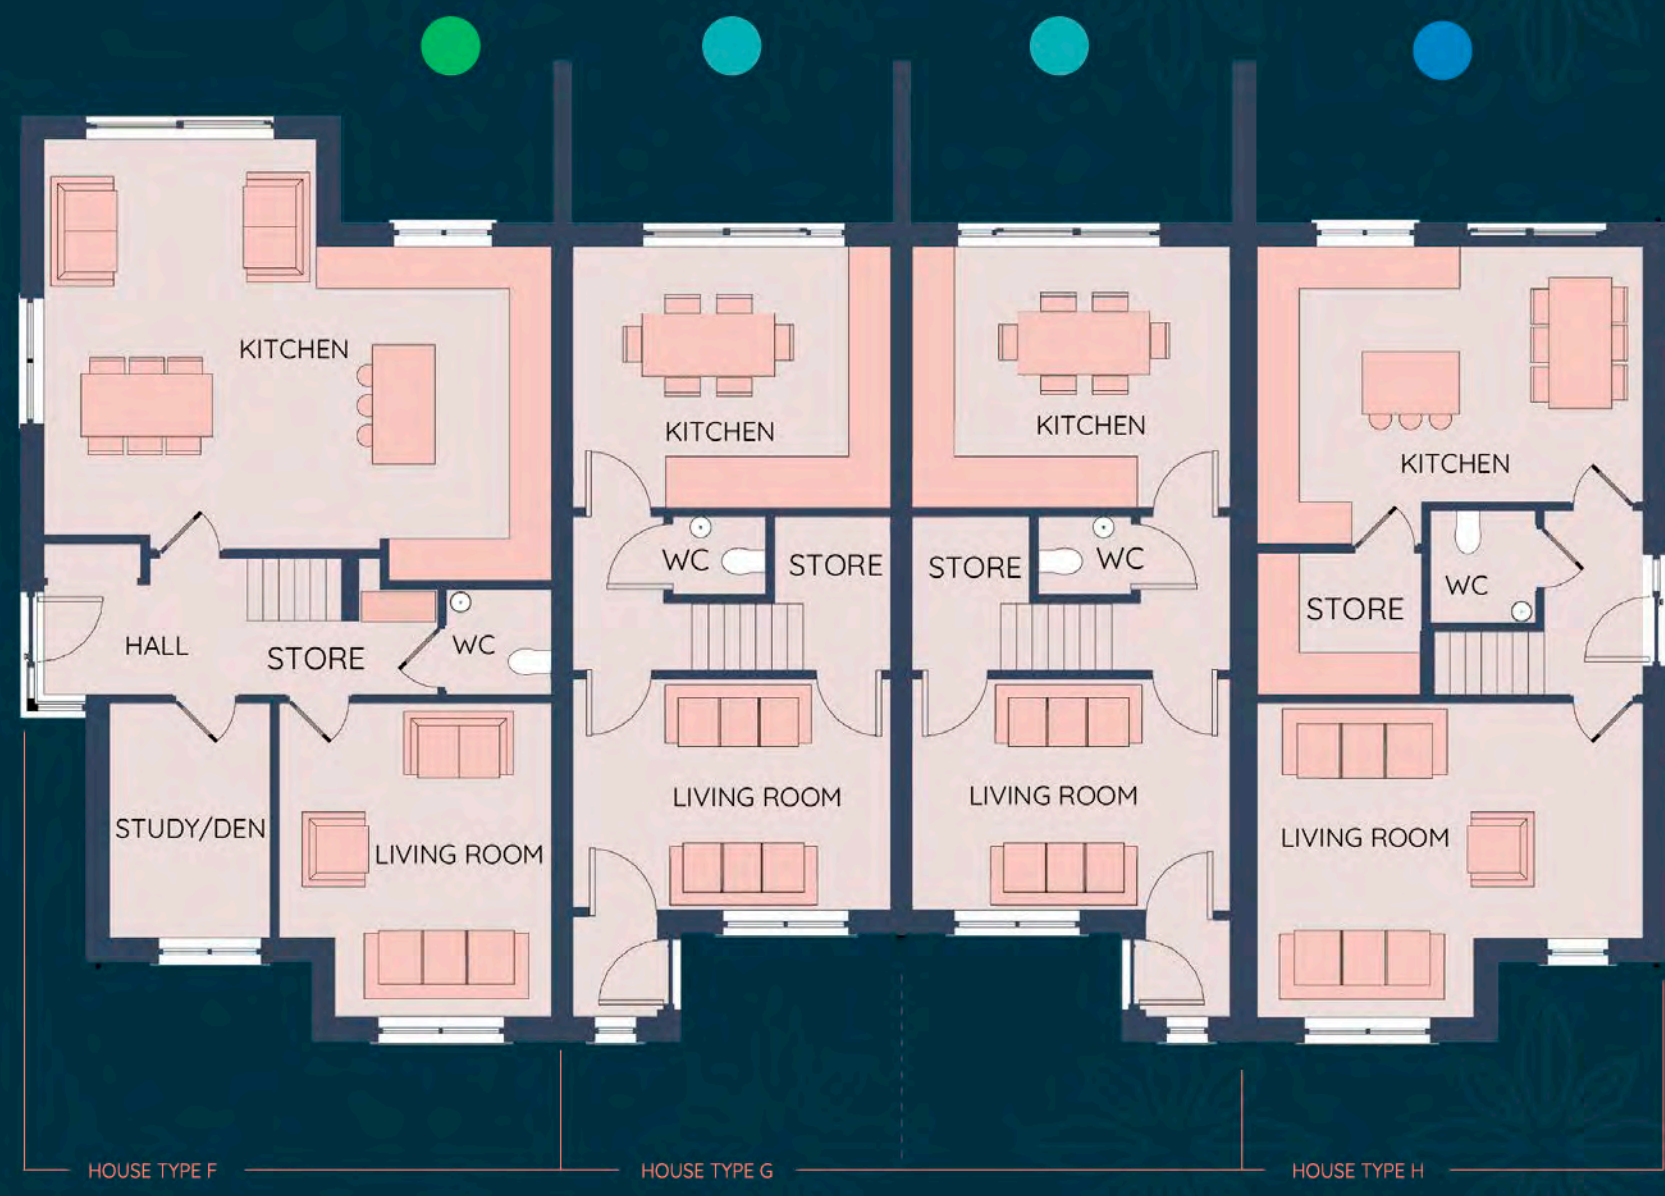 KITCHEN
HALL
STORE
WC
STUDY/DEN
LIVING ROOM
KITCHEN
WC
STORE
LIVING ROOM
KITCHEN
STORE
WC
LIVING ROOM
KITCHEN
STORE
WC
LIVING ROOM
HOUSE TYPE F
HOUSE TYPE G
HOUSE TYPE H